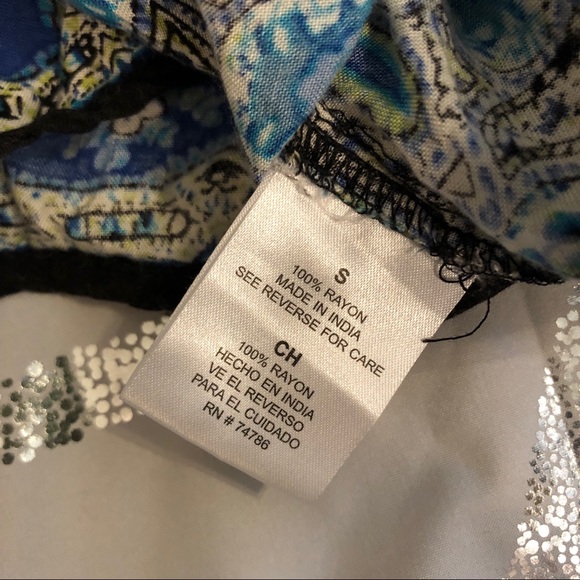 S
100% RAYON
MADE IN INDIA
SEE REVERSE FOR CARE
CH
100% RAYON
HECHO EN INDIA
VE EL REVERSO
PARA EL CUIDADO
RN # 74786